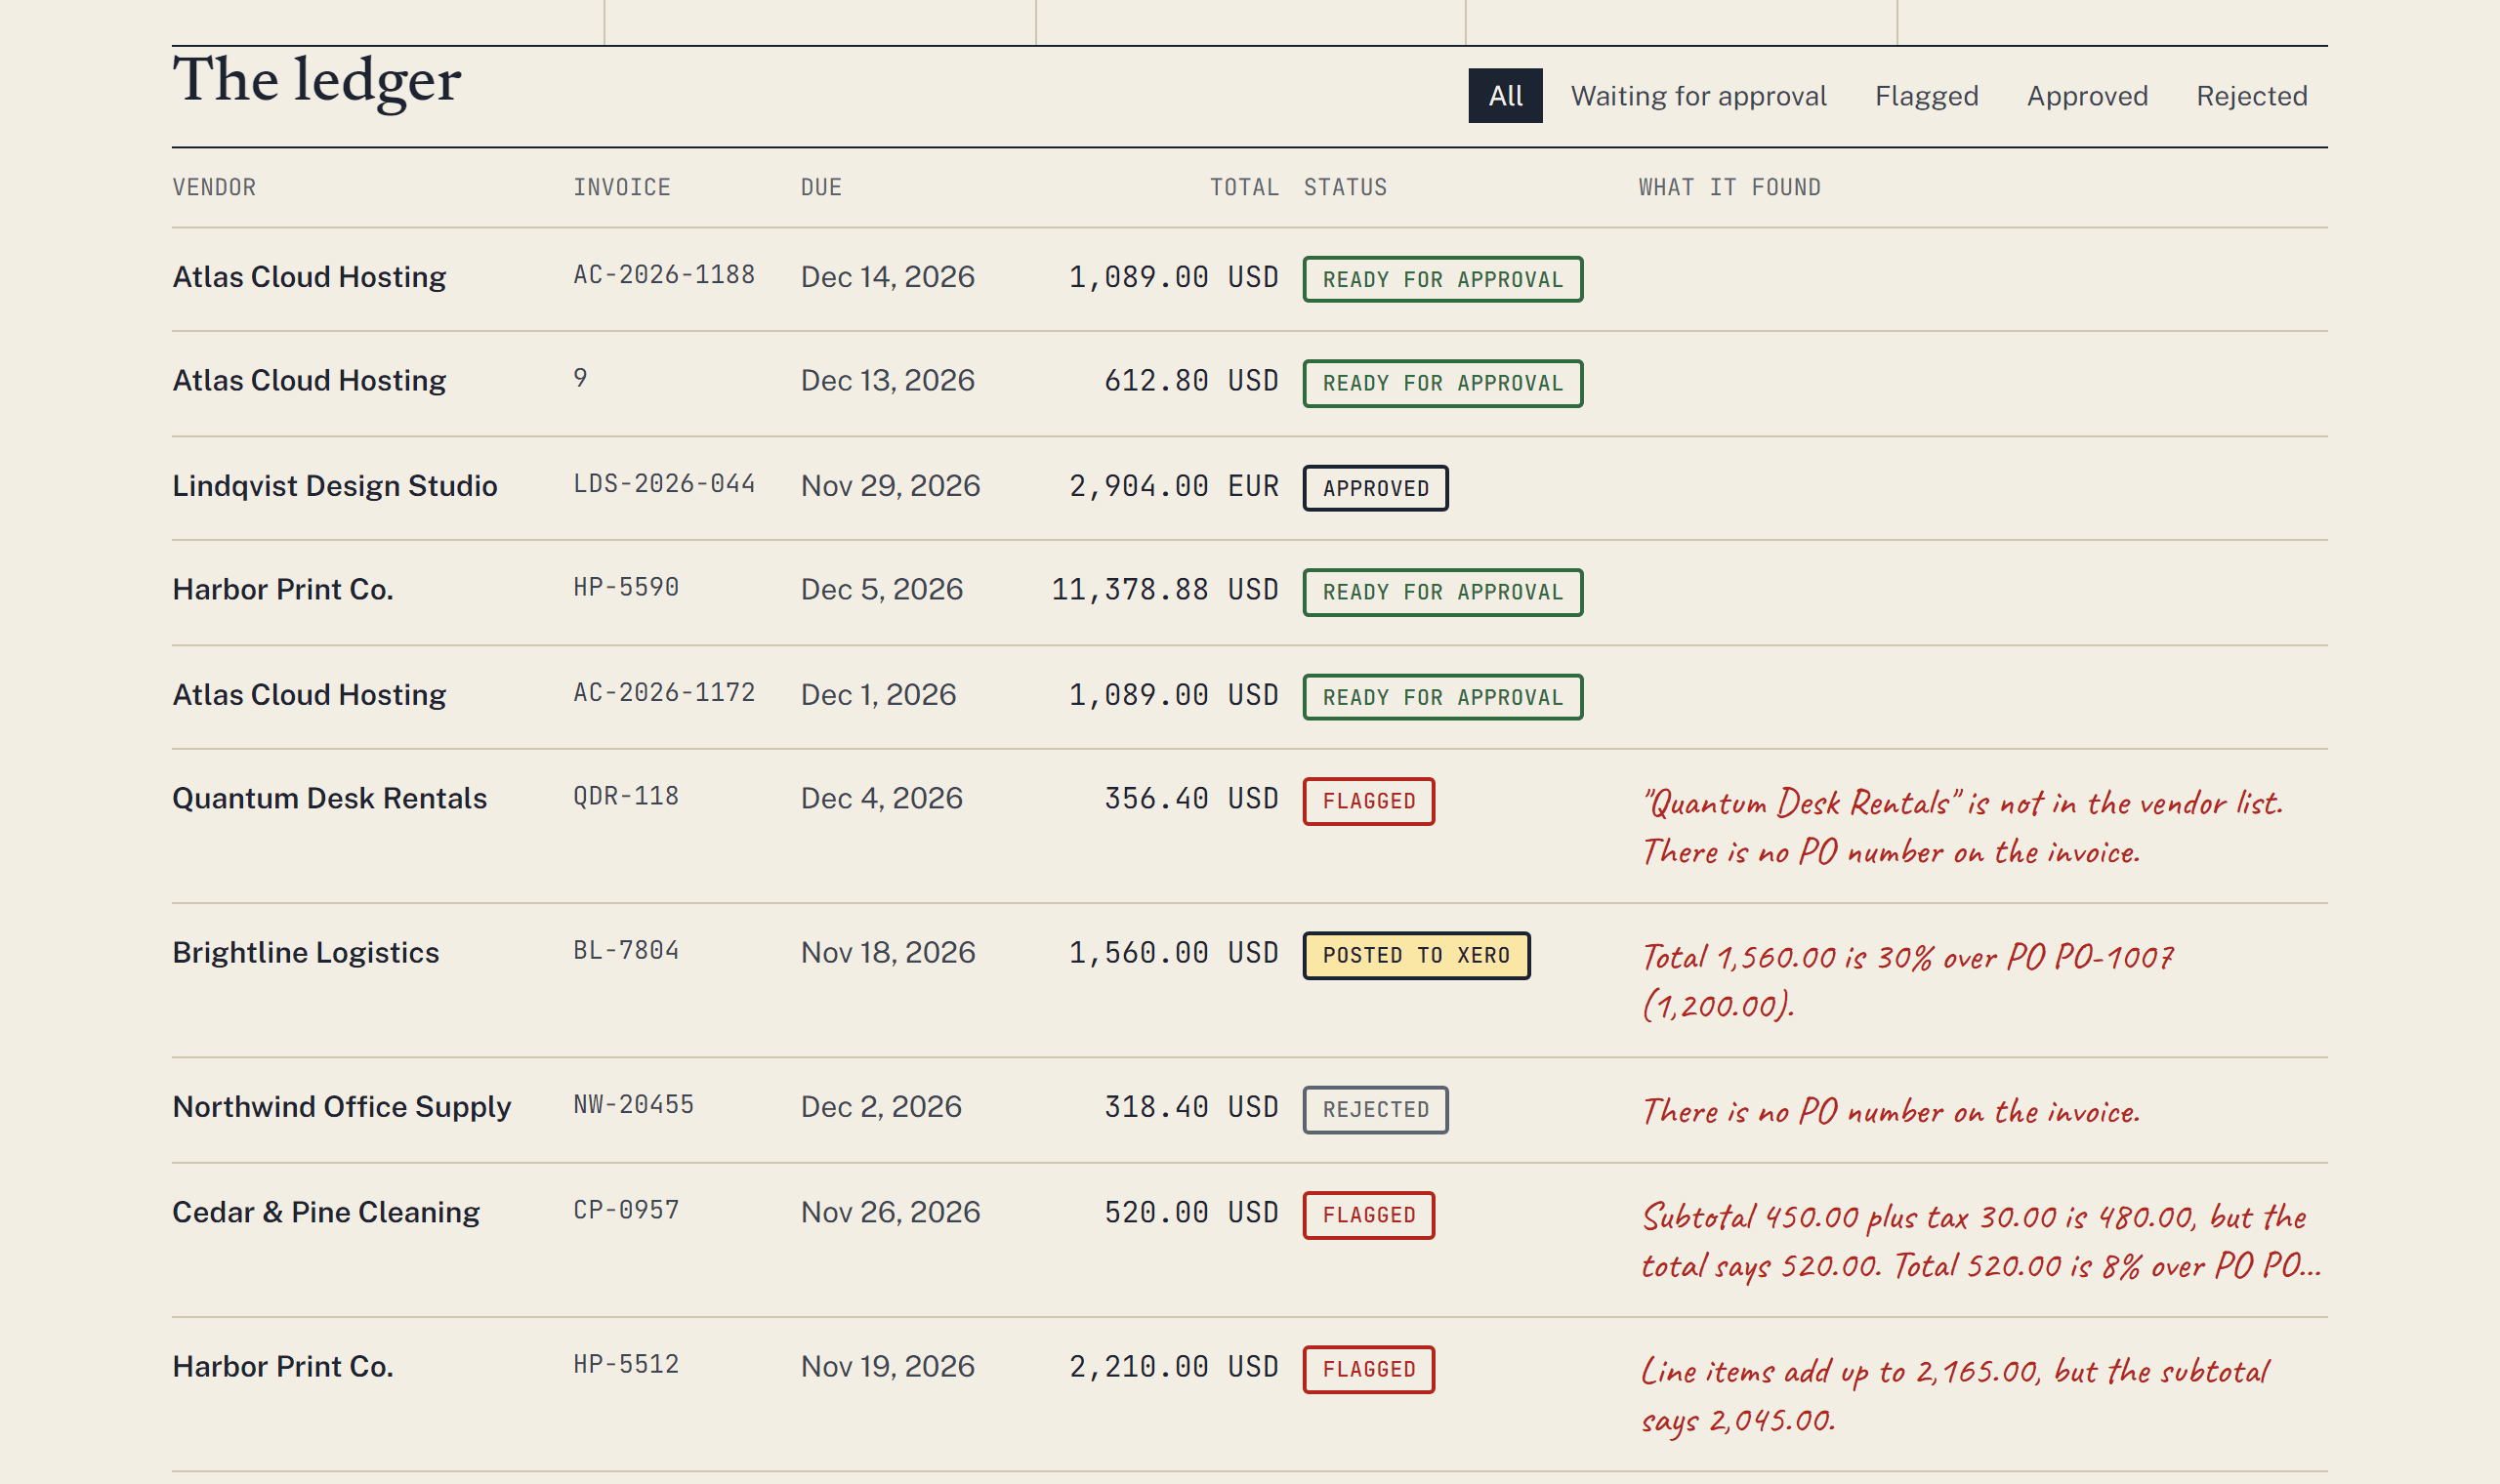 The ledger
All Waiting for approval Flagged Approved Rejected
VENDOR INVOICE DUE TOTAL STATUS WHAT IT FOUND
Atlas Cloud Hosting AC-2026-1188 Dec 14, 2026 1,089.00 USD READY FOR APPROVAL
Atlas Cloud Hosting 9 Dec 13, 2026 612.80 USD READY FOR APPROVAL
Lindqvist Design Studio LDS-2026-044 Nov 29, 2026 2,904.00 EUR APPROVED
Harbor Print Co. HP-5590 Dec 5, 2026 11,378.88 USD READY FOR APPROVAL
Atlas Cloud Hosting AC-2026-1172 Dec 1, 2026 1,089.00 USD READY FOR APPROVAL
Quantum Desk Rentals QDR-118 Dec 4, 2026 356.40 USD FLAGGED "Quantum Desk Rentals" is not in the vendor list.
There is no PO number on the invoice.
Brightline Logistics BL-7804 Nov 18, 2026 1,560.00 USD POSTED TO XERO Total 1,560.00 is 30% over PO PO-1007
(1,200.00).
Northwind Office Supply NW-20455 Dec 2, 2026 318.40 USD REJECTED There is no PO number on the invoice.
Cedar & Pine Cleaning CP-0957 Nov 26, 2026 520.00 USD FLAGGED Subtotal 450.00 plus tax 30.00 is 480.00, but the
total says 520.00. Total 520.00 is 8% over PO PO...
Harbor Print Co. HP-5512 Nov 19, 2026 2,210.00 USD FLAGGED Line items add up to 2,165.00, but the subtotal
says 2,045.00.